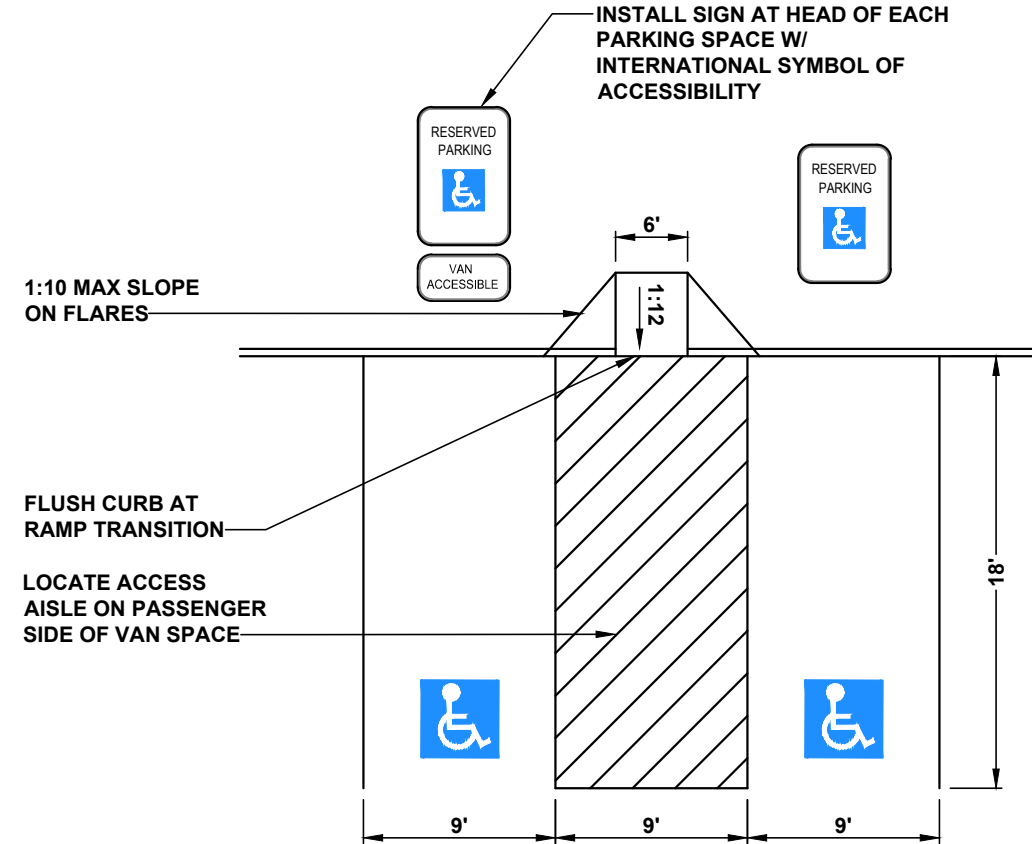 INSTALL SIGN AT HEAD OF EACH
PARKING SPACE W/
INTERNATIONAL SYMBOL OF
ACCESSIBILITY
RESERVED
PARKING
VAN
ACCESSIBLE
RESERVED
PARKING
6'
1:12
1:10 MAX SLOPE
ON FLARES
FLUSH CURB AT
RAMP TRANSITION
LOCATE ACCESS
AISLE ON PASSENGER
SIDE OF VAN SPACE
18'
9'
9'
9'